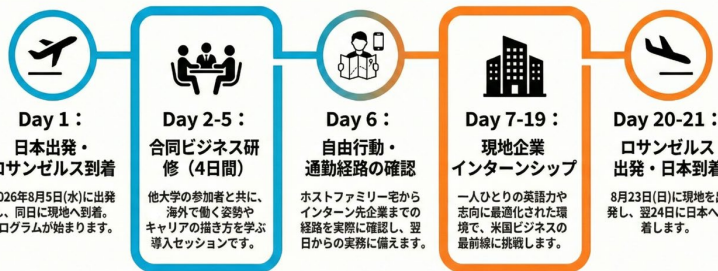 Day 1：
日本出発・
ロサンゼルス到着
2026年8月5日(水)に出発
し、同日に現地へ到着。
プログラムが始まります。
Day 2-5：
合同ビジネス研
修（4日間）
他大学の参加者と共に、
海外で働く姿勢や
キャリアの描き方を学ぶ
導入セッションです。
Day 6：
自由行動・
通勤経路の確認
ホストファミリー宅から
インターン先企業までの
経路を実際に確認し、翌
日からの実務に備えます。
Day 7-19：
現地企業
インターンシップ
一人ひとりの英語力や
志向に最適化された環
境で、米国ビジネスの
最前線に挑戦します。
Day 20-21：
ロサンゼルス
出発・日本到着
8月23日(日)に現地を出
発し、翌24日に日本へ
着します。